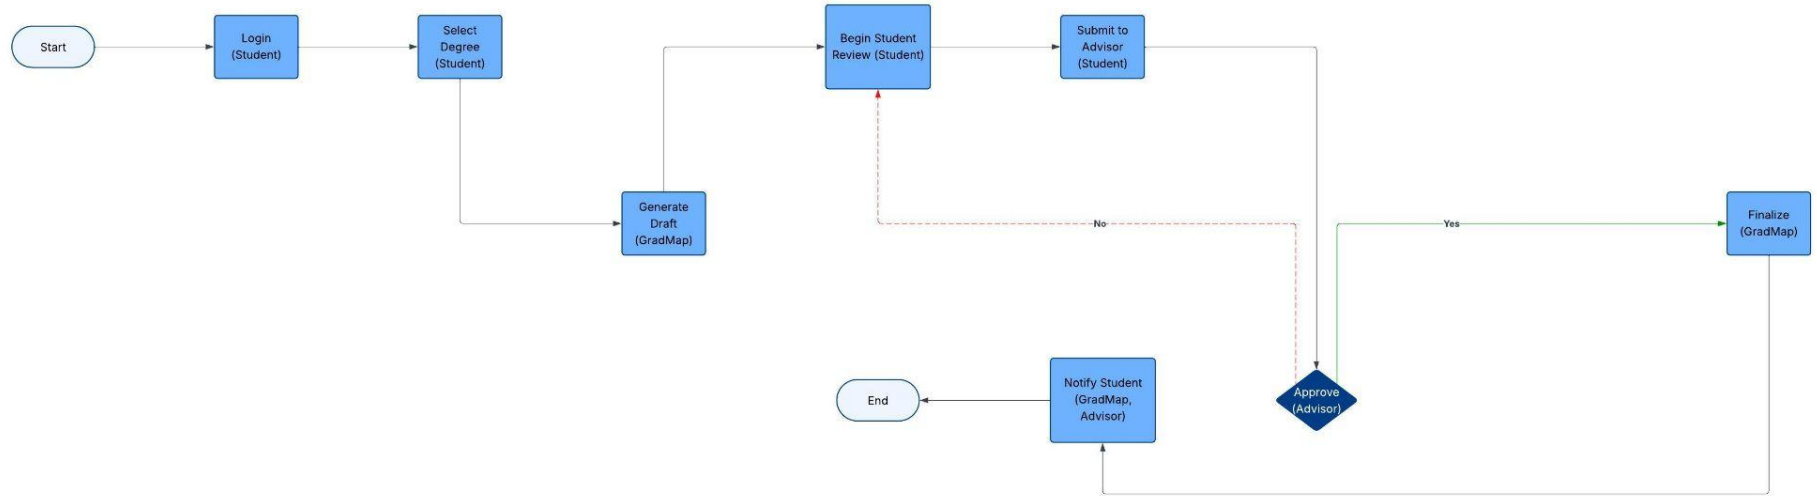 Start
Login
(Student)
Select
Degree
(Student)
Generate
Draft
(GradMap)
Begin Student
Review (Student)
Submit to
Advisor
(Student)
No
Yes
Approve
(Advisor)
Finalize
(GradMap)
Notify Student
(GradMap,
Advisor)
End